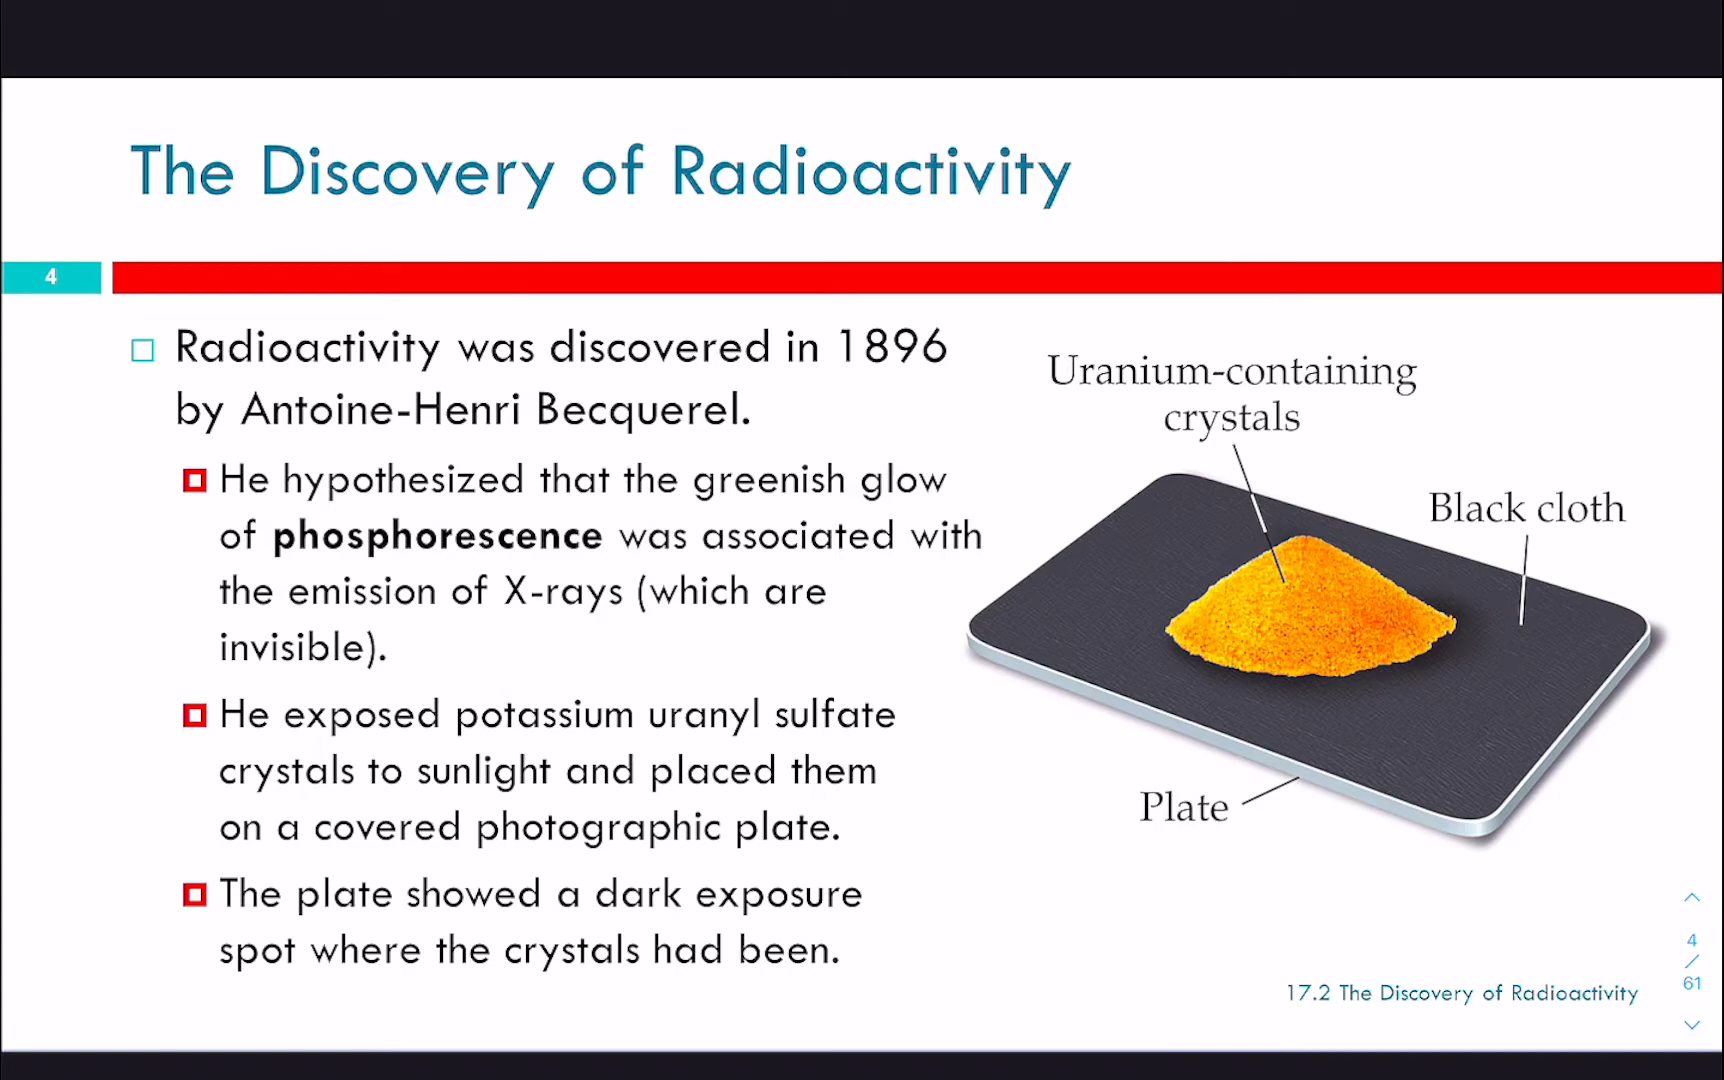 The Discovery of Radioactivity
4
Radioactivity was discovered in 1896
by Antoine-Henri Becquerel.
He hypothesized that the greenish glow
of phosphorescence was associated with
the emission of X-rays (which are
invisible).
He exposed potassium uranyl sulfate
crystals to sunlight and placed them
on a covered photographic plate.
The plate showed a dark exposure
spot where the crystals had been.
Uranium-containing
crystals
Black cloth
Plate
4
/
61
17.2 The Discovery of Radioactivity